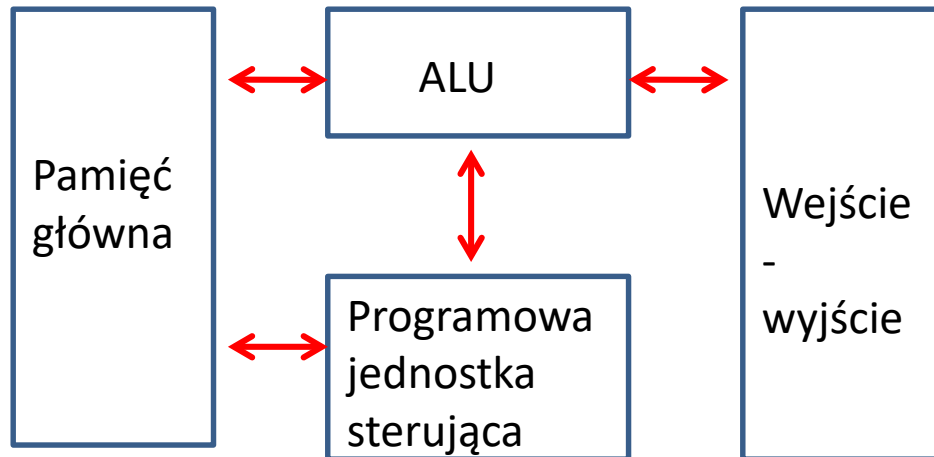 Pamięć
główna
ALU
Programowa
jednostka
sterująca
Wejście
-
wyjście